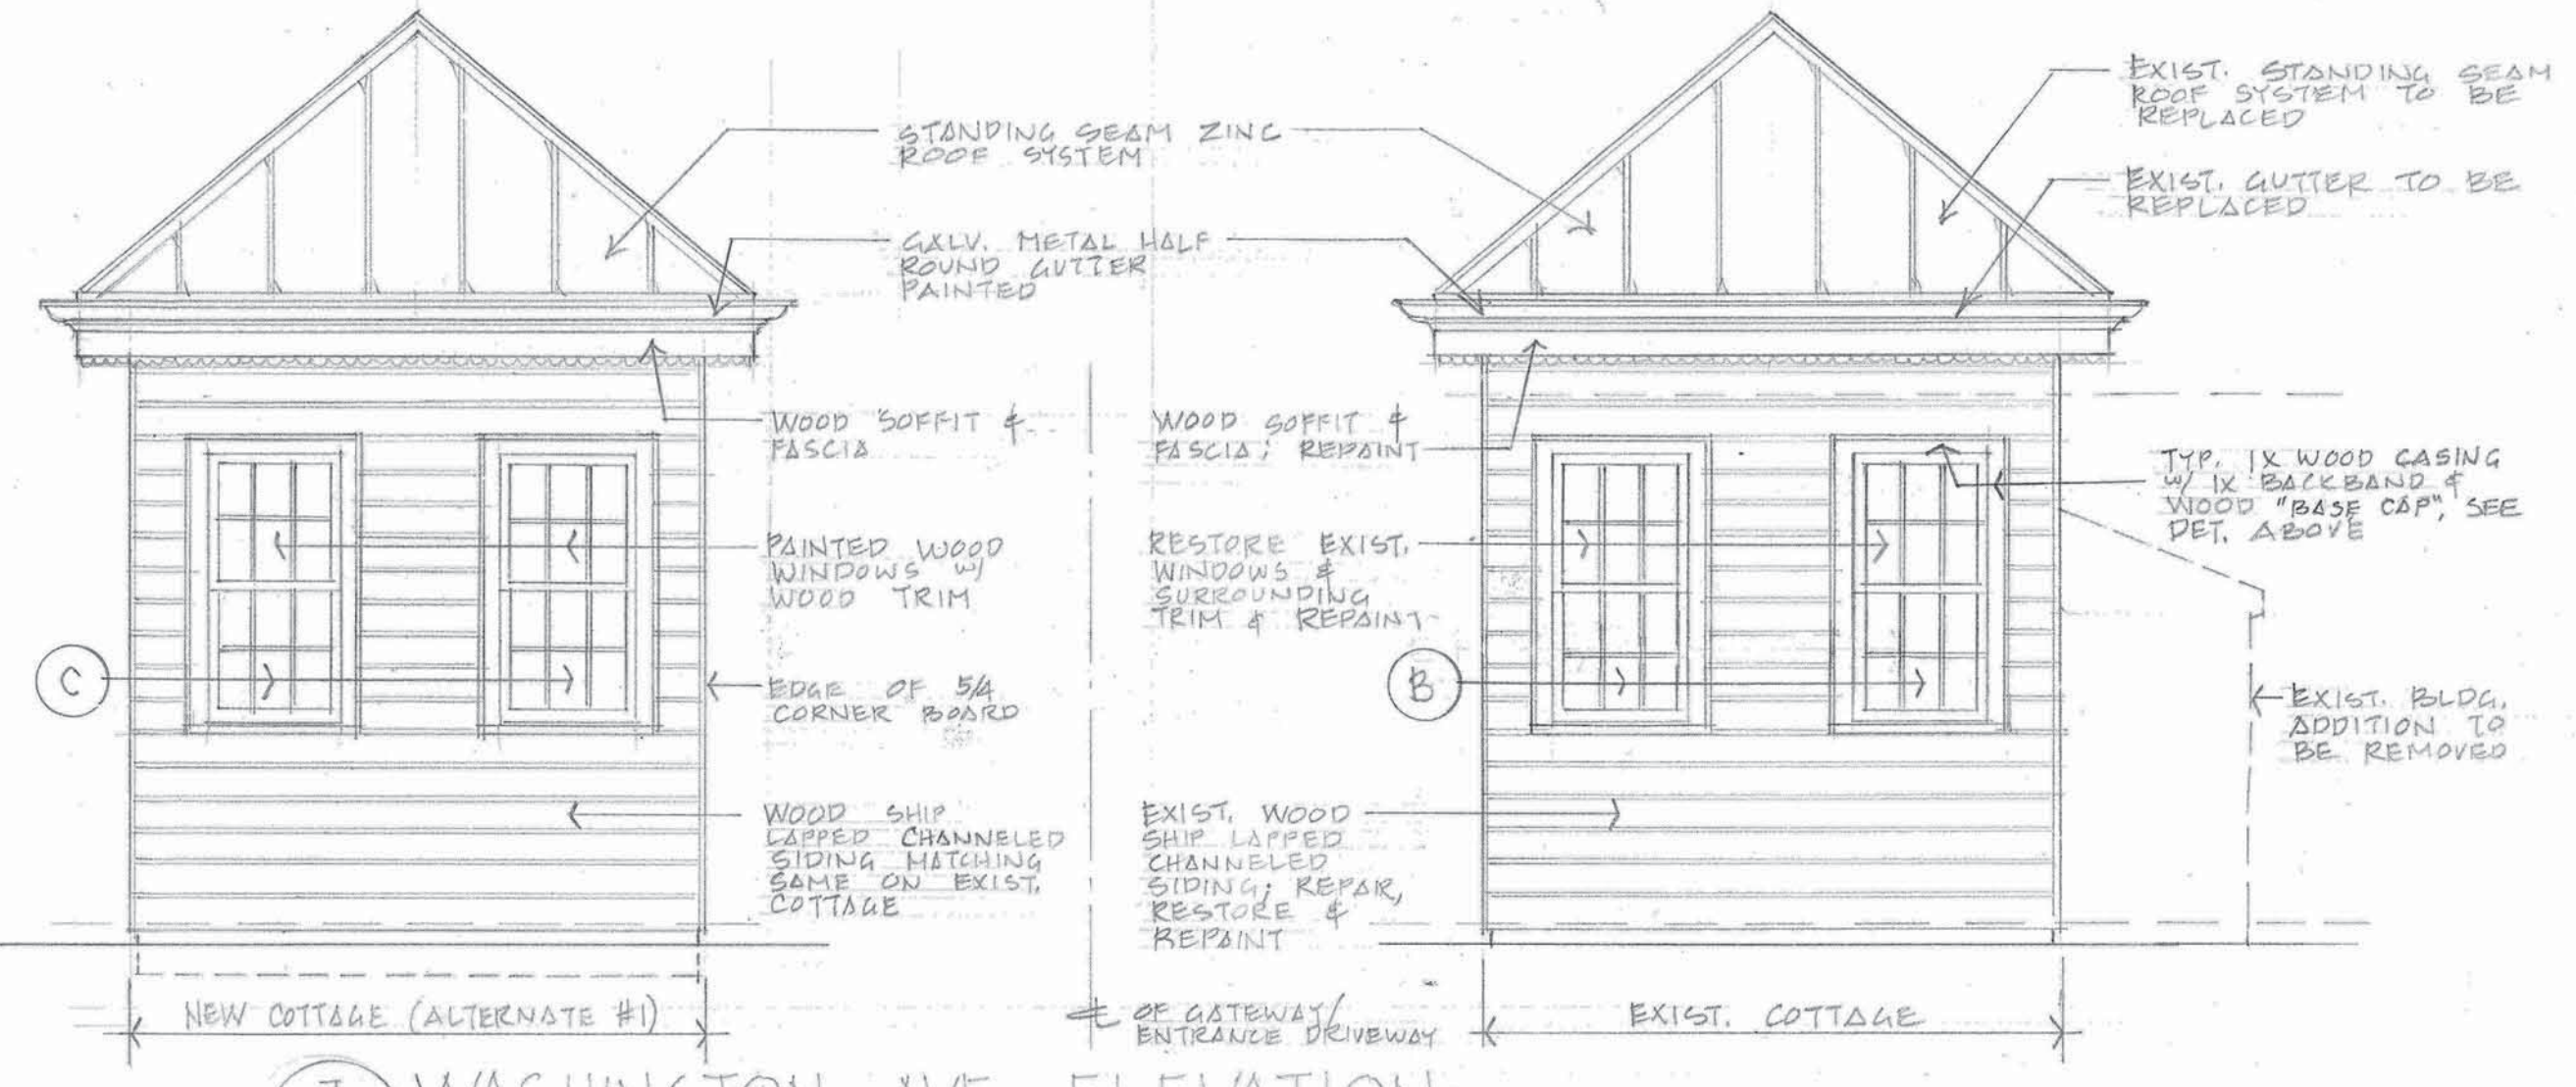 STANDING SEAM ZINC
ROOF SYSTEM
GALV. METAL HALF
ROUND GUTTER
PAINTED
EXIST. STANDING SEAM
ROOF SYSTEM TO BE
REPLACED
EXIST. GUTTER TO BE
REPLACED
WOOD SOFFIT &
FASCIA
PAINTED WOOD
WINDOWS W/
WOOD TRIM
EDGE OF 5/4
CORNER BOARD
WOOD SHIP
LAPPED CHANNELED
SIDING MATCHING
SAME ON EXIST.
COTTAGE
C
WOOD SOFFIT &
FASCIA; REPAINT
RESTORE EXIST.
WINDOWS &
SURROUNDING
TRIM & REPAINT
B
EXIST. WOOD
SHIP LAPPED
CHANNELED
SIDING; REPAIR,
RESTORE &
REPAINT
TYP. 1X WOOD CASING
W/ 1X BACKBAND &
WOOD "BASE CAP", SEE
DET. ABOVE
EXIST. BLDG.
ADDITION TO
BE REMOVED
NEW COTTAGE (ALTERNATE #1)
℄ OF GATEWAY/
ENTRANCE DRIVEWAY
EXIST. COTTAGE
WASHINGTON AVE ELEVATION